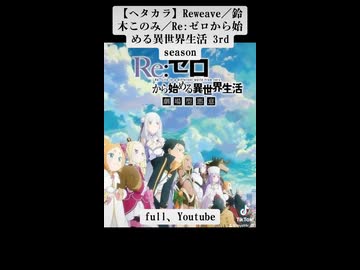 【ヘタカラ】Reweave／鈴
木このみ／Re:ゼロから始
める異世界生活 3rd
season
Re:ゼロ
から始める異世界生活
TikTok
full、Youtube